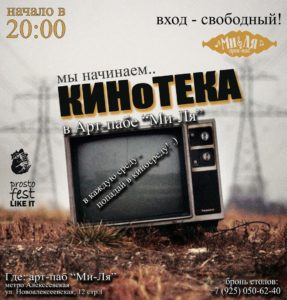 начало в
20:00
вход - свободный!
Ми-Ля
мы начинаем..
КИНоТЕКА
в Арт-пабе "Ми-Ля"
в каждую среду
попадай в киносреду! :)
prosto
fest
LIKE IT
Где: арт-паб "Ми-Ля"
метро Алексеевская
ул. Новоалексеевская, 12 стр.1
бронь столов:
+7 (925) 050-62-40